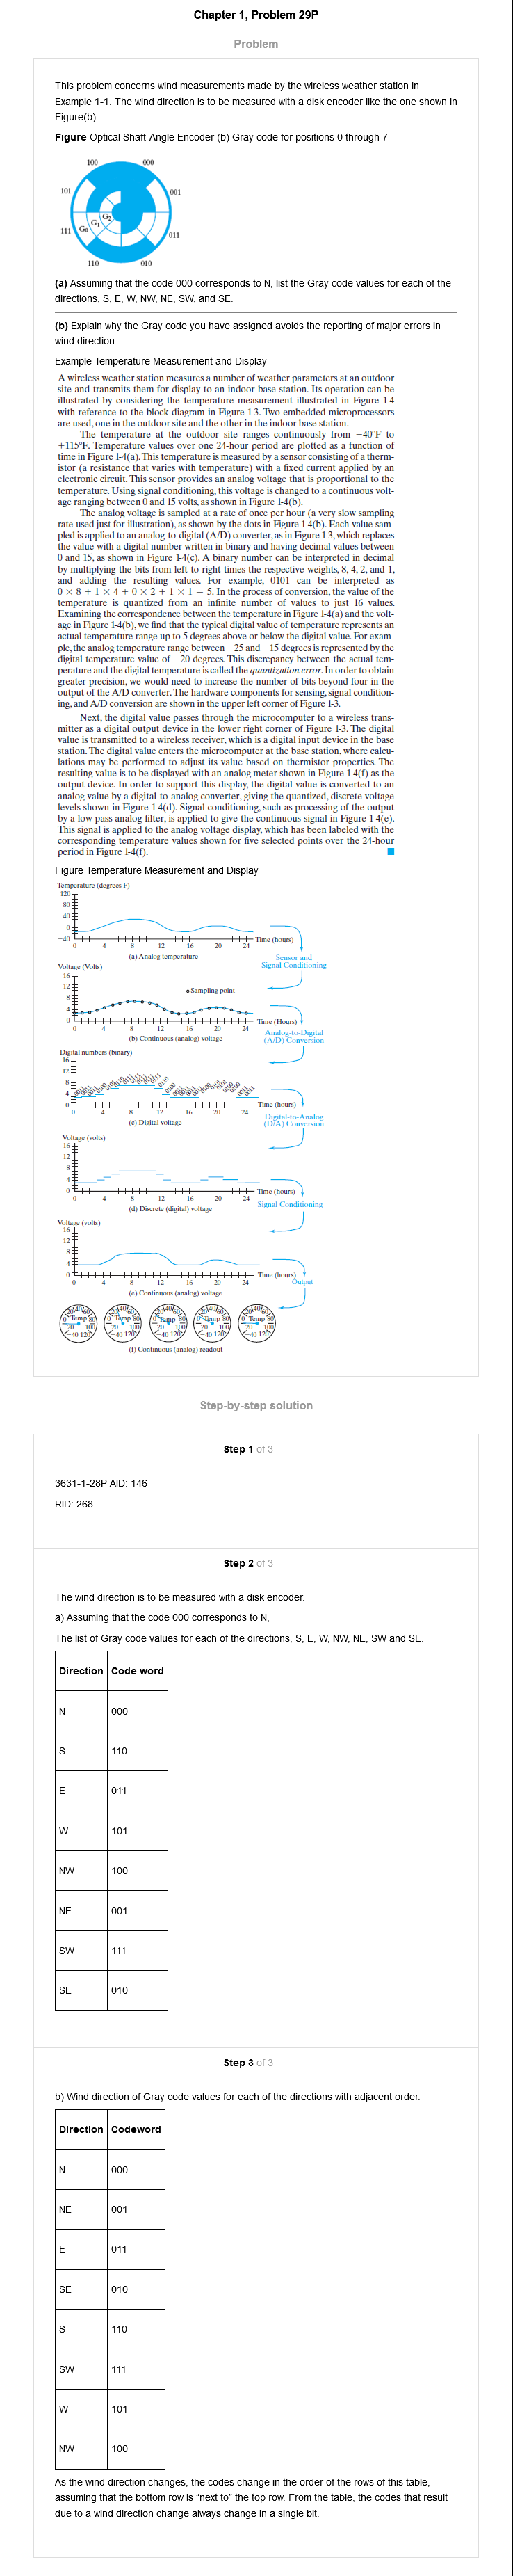 Chapter 1, Problem 29P
Problem
This problem concerns wind measurements made by the wireless weather station in
Example 1-1. The wind direction is to be measured with a disk encoder like the one shown in
Figure(b).
Figure Optical Shaft-Angle Encoder (b) Gray code for positions 0 through 7
100 000
101 001
111 G0 G1 G2 011
110 010
(a) Assuming that the code 000 corresponds to N, list the Gray code values for each of the
directions, S, E, W, NW, NE, SW, and SE.
(b) Explain why the Gray code you have assigned avoids the reporting of major errors in
wind direction.
Example Temperature Measurement and Display
A wireless weather station measures a number of weather parameters at an outdoor
site and transmits them for display to an indoor base station. Its operation can be
illustrated by considering the temperature measurement illustrated in Figure 1-4
with reference to the block diagram in Figure 1-3. Two embedded microprocessors
are used, one in the outdoor site and the other in the indoor base station.
The temperature at the outdoor site ranges continuously from −40°F to
+115°F. Temperature values over one 24-hour period are plotted as a function of
time in Figure 1-4(a). This temperature is measured by a sensor consisting of a therm-
istor (a resistance that varies with temperature) with a fixed current applied by an
electronic circuit. This sensor provides an analog voltage that is proportional to the
temperature. Using signal conditioning, this voltage is changed to a continuous volt-
age ranging between 0 and 15 volts, as shown in Figure 1-4(b).
The analog voltage is sampled at a rate of once per hour (a very slow sampling
rate used just for illustration), as shown by the dots in Figure 1-4(b). Each value sam-
pled is applied to an analog-to-digital (A/D) converter, as in Figure 1-3, which replaces
the value with a digital number written in binary and having decimal values between
0 and 15, as shown in Figure 1-4(c). A binary number can be interpreted in decimal
by multiplying the bits from left to right times the respective weights, 8, 4, 2, and 1,
and adding the resulting values. For example, 0101 can be interpreted as
0 × 8 + 1 × 4 + 0 × 2 + 1 × 1 = 5. In the process of conversion, the value of the
temperature is quantized from an infinite number of values to just 16 values.
Examining the correspondence between the temperature in Figure 1-4(a) and the volt-
age in Figure 1-4(b), we find that the typical digital value of temperature represents an
actual temperature range up to 5 degrees above or below the digital value. For exam-
ple, the analog temperature range between −25 and −15 degrees is represented by the
digital temperature value of −20 degrees. This discrepancy between the actual tem-
perature and the digital temperature is called the quantization error. In order to obtain
greater precision, we would need to increase the number of bits beyond four in the
output of the A/D converter. The hardware components for sensing, signal condition-
ing, and A/D conversion are shown in the upper left corner of Figure 1-3.
Next, the digital value passes through the microcomputer to a wireless trans-
mitter as a digital output device in the lower right corner of Figure 1-3. The digital
value is transmitted to a wireless receiver, which is a digital input device in the base
station. The digital value enters the microcomputer at the base station, where calcu-
lations may be performed to adjust its value based on thermistor properties. The
resulting value is to be displayed with an analog meter shown in Figure 1-4(f) as the
output device. In order to support this display, the digital value is converted to an
analog value by a digital-to-analog converter, giving the quantized, discrete voltage
levels shown in Figure 1-4(d). Signal conditioning, such as processing of the output
by a low-pass analog filter, is applied to give the continuous signal in Figure 1-4(e).
This signal is applied to the analog voltage display, which has been labeled with the
corresponding temperature values shown for five selected points over the 24-hour
period in Figure 1-4(f).
Figure Temperature Measurement and Display
Temperature (degrees F)
120
80
40
0
−40
0 4 8 12 16 20 24 Time (hours)
(a) Analog temperature
Sensor and
Signal Conditioning
Voltage (Volts)
16
12
Sampling point
8
4
0
0 4 8 12 16 20 24 Time (Hours)
(b) Continuous (analog) voltage
Analog-to-Digital
(A/D) Conversion
Digital numbers (binary)
16
12
8
4
0
0 4 8 12 16 20 24 Time (hours)
(c) Digital voltage
Digital-to-Analog
(D/A) Conversion
Voltage (volts)
16
12
8
4
0
0 4 8 12 16 20 24 Time (hours)
(d) Discrete (digital) voltage
Signal Conditioning
Voltage (volts)
16
12
8
4
0
0 4 8 12 16 20 24 Time (hours)
(e) Continuous (analog) voltage
Output
Temp Temp Temp Temp Temp
(f) Continuous (analog) readout
Step-by-step solution
Step 1 of 3
3631-1-28P AID: 146
RID: 268
Step 2 of 3
The wind direction is to be measured with a disk encoder.
a) Assuming that the code 000 corresponds to N,
The list of Gray code values for each of the directions, S, E, W, NW, NE, SW and SE.
Direction Code word
N 000
S 110
E 011
W 101
NW 100
NE 001
SW 111
SE 010
Step 3 of 3
b) Wind direction of Gray code values for each of the directions with adjacent order.
Direction Codeword
N 000
NE 001
E 011
SE 010
S 110
SW 111
W 101
NW 100
As the wind direction changes, the codes change in the order of the rows of this table,
assuming that the bottom row is “next to” the top row. From the table, the codes that result
due to a wind direction change always change in a single bit.